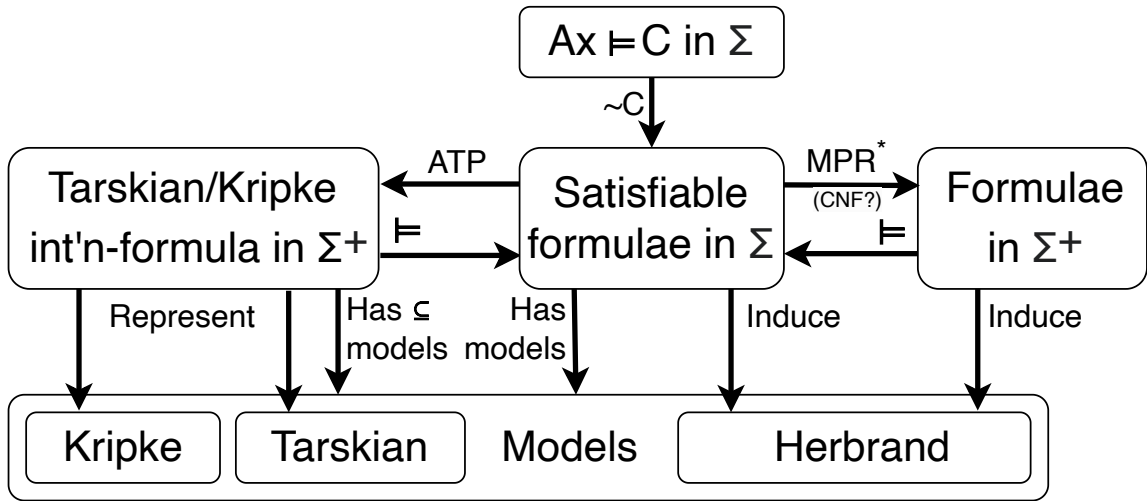 Ax ⊨ C in Σ
~C
Tarskian/Kripke
int'n-formula in Σ+
ATP
⊨
Satisfiable
formulae in Σ
MPR*
(CNF?)
⊨
Formulae
in Σ+
Represent
Has ⊆
models
Has
models
Induce
Induce
Kripke
Tarskian
Models
Herbrand